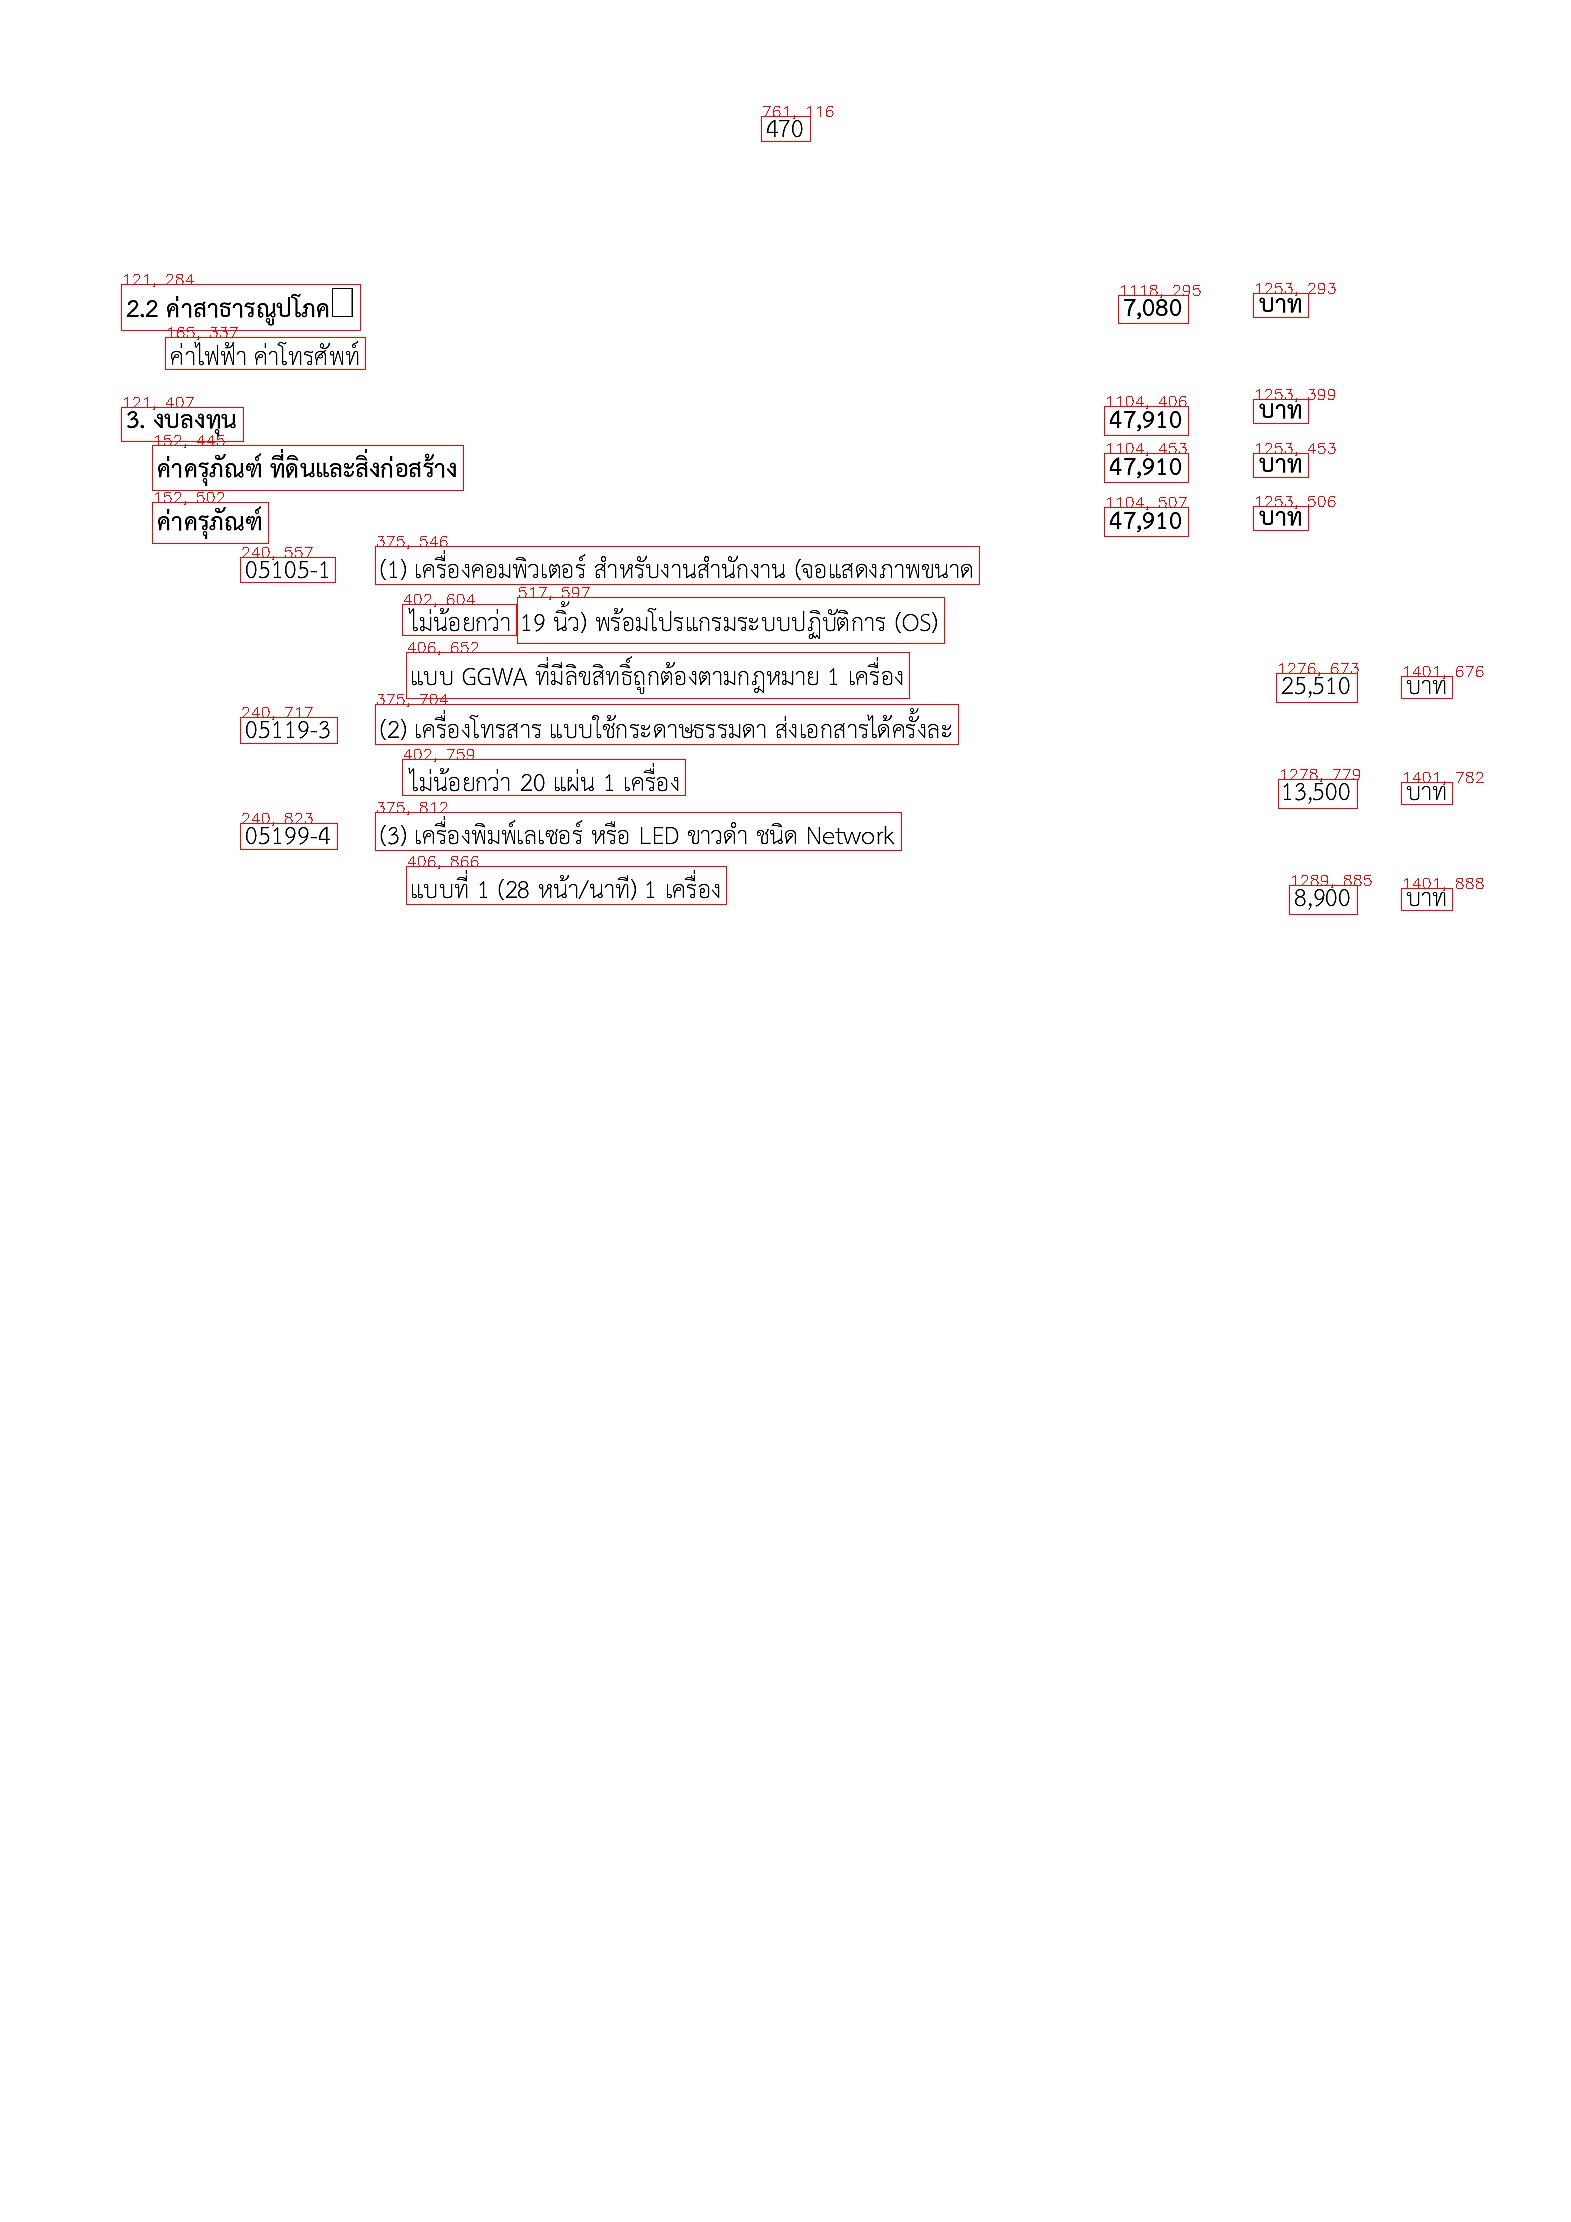 761, 116
470
121, 284 1118, 295 1253, 293
2.2 ค่าสาธารณูปโภค 7,080 บาท
165, 337
ค่าไฟฟ้า ค่าโทรศัพท์
121, 407 1104, 406 1253, 399
3. งบลงทุน 47,910 บาท
152, 445 1104, 453 1253, 453
ค่าครุภัณฑ์ ที่ดินและสิ่งก่อสร้าง 47,910 บาท
152, 502 1104, 507 1253, 506
ค่าครุภัณฑ์ 47,910 บาท
240, 557 375, 546
05105-1 (1) เครื่องคอมพิวเตอร์ สำหรับงานสำนักงาน (จอแสดงภาพขนาด
402, 604 517, 597
ไม่น้อยกว่า 19 นิ้ว) พร้อมโปรแกรมระบบปฏิบัติการ (OS)
406, 652 1276, 673 1401, 676
แบบ GGWA ที่มีลิขสิทธิ์ถูกต้องตามกฎหมาย 1 เครื่อง 25,510 บาท
240, 717 375, 704
05119-3 (2) เครื่องโทรสาร แบบใช้กระดาษธรรมดา ส่งเอกสารได้ครั้งละ
402, 759 1278, 779 1401, 782
ไม่น้อยกว่า 20 แผ่น 1 เครื่อง 13,500 บาท
240, 823 375, 812
05199-4 (3) เครื่องพิมพ์เลเซอร์ หรือ LED ขาวดำ ชนิด Network
406, 866 1289, 885 1401, 888
แบบที่ 1 (28 หน้า/นาที) 1 เครื่อง 8,900 บาท